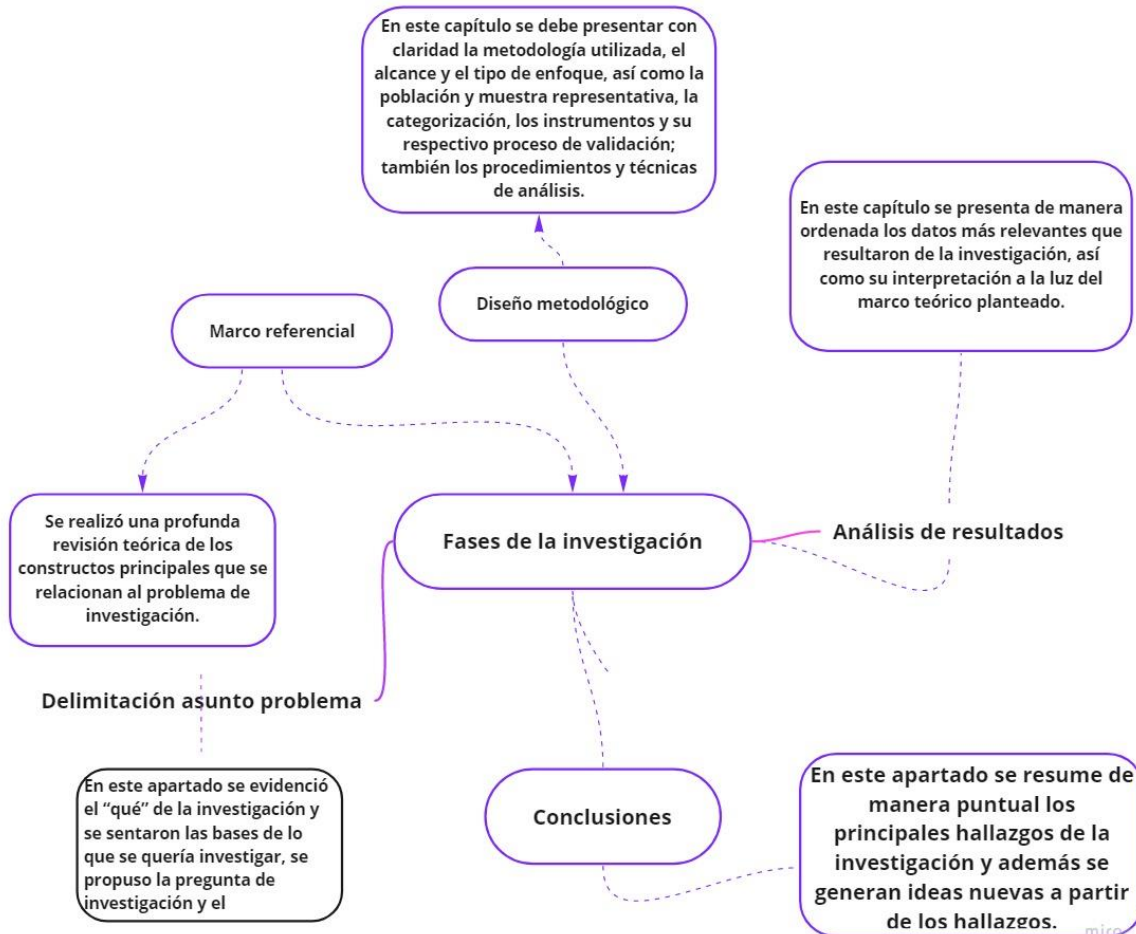 En este capítulo se debe presentar con
claridad la metodología utilizada, el
alcance y el tipo de enfoque, así como la
población y muestra representativa, la
categorización, los instrumentos y su
respectivo proceso de validación;
también los procedimientos y técnicas
de análisis.
En este capítulo se presenta de manera
ordenada los datos más relevantes que
resultaron de la investigación, así
como su interpretación a la luz del
marco teórico planteado.
Diseño metodológico
Marco referencial
Se realizó una profunda
revisión teórica de los
constructos principales que se
relacionan al problema de
investigación.
Fases de la investigación
Análisis de resultados
Delimitación asunto problema
En este apartado se evidenció
el “qué” de la investigación y
se sentaron las bases de lo
que se quería investigar, se
propuso la pregunta de
investigación y el
Conclusiones
En este apartado se resume de
manera puntual los
principales hallazgos de la
investigación y además se
generan ideas nuevas a partir
de los hallazgos.
miro